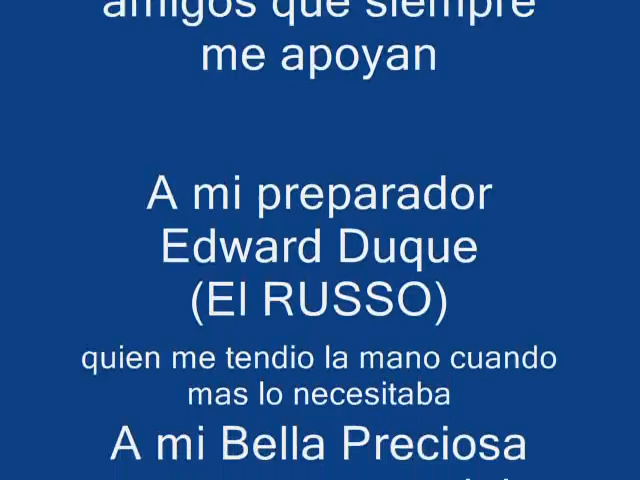 amigos que siempre
me apoyan
A mi preparador
Edward Duque
(El RUSSO)
quien me tendio la mano cuando
mas lo necesitaba
A mi Bella Preciosa